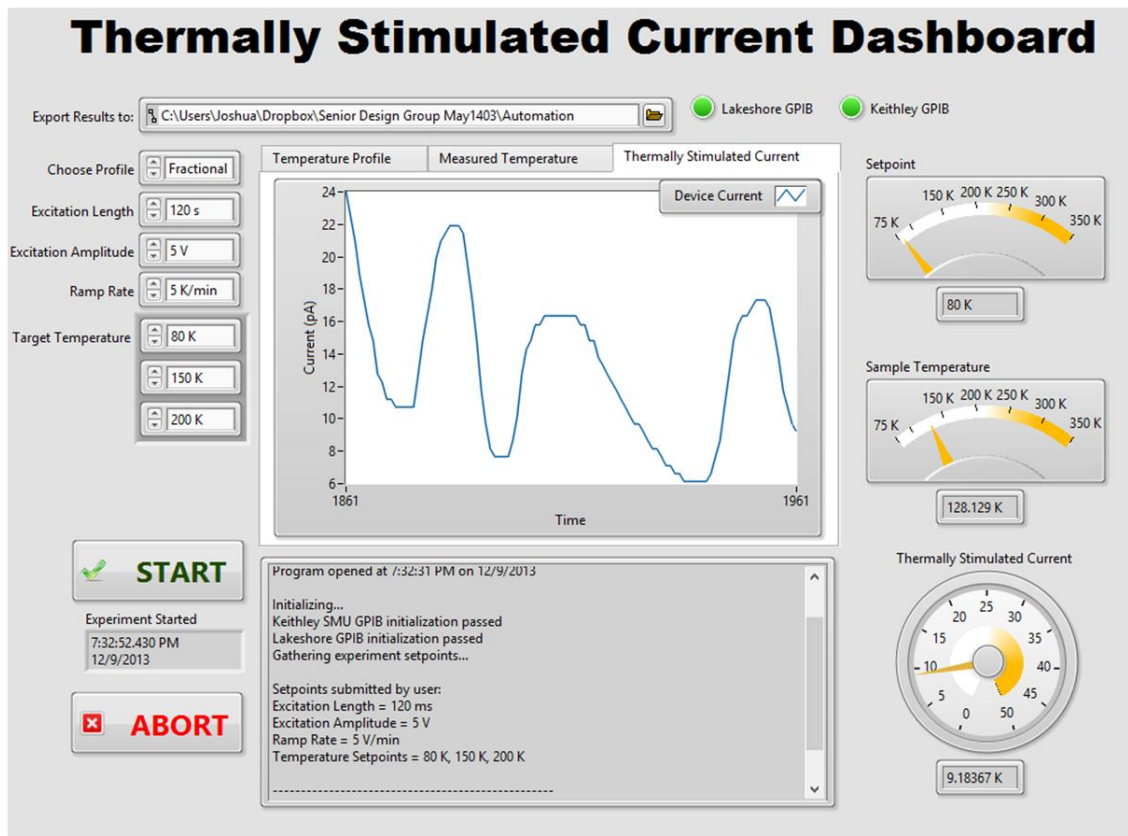 Thermally Stimulated Current Dashboard
Export Results to:
C:\Users\Joshua\Dropbox\Senior Design Group May1403\Automation
Lakeshore GPIB
Keithley GPIB
Choose Profile
Fractional
Excitation Length
120 s
Excitation Amplitude
5 V
Ramp Rate
5 K/min
Target Temperature
80 K
150 K
200 K
Temperature Profile
Measured Temperature
Thermally Stimulated Current
Device Current
Current (pA)
24
22
20
18
16
14
12
10
8
6
1861
1961
Time
Setpoint
75 K
150 K
200 K
250 K
300 K
350 K
80 K
Sample Temperature
75 K
150 K
200 K
250 K
300 K
350 K
128.129 K
START
Experiment Started
7:32:52.430 PM
12/9/2013
ABORT
Program opened at 7:32:31 PM on 12/9/2013
Initializing...
Keithley SMU GPIB initialization passed
Lakeshore GPIB initialization passed
Gathering experiment setpoints...
Setpoints submitted by user:
Excitation Length = 120 ms
Excitation Amplitude = 5 V
Ramp Rate = 5 V/min
Temperature Setpoints = 80 K, 150 K, 200 K
--------------------------------------------------
Thermally Stimulated Current
0
5
10
15
20
25
30
35
40
45
50
9.18367 K